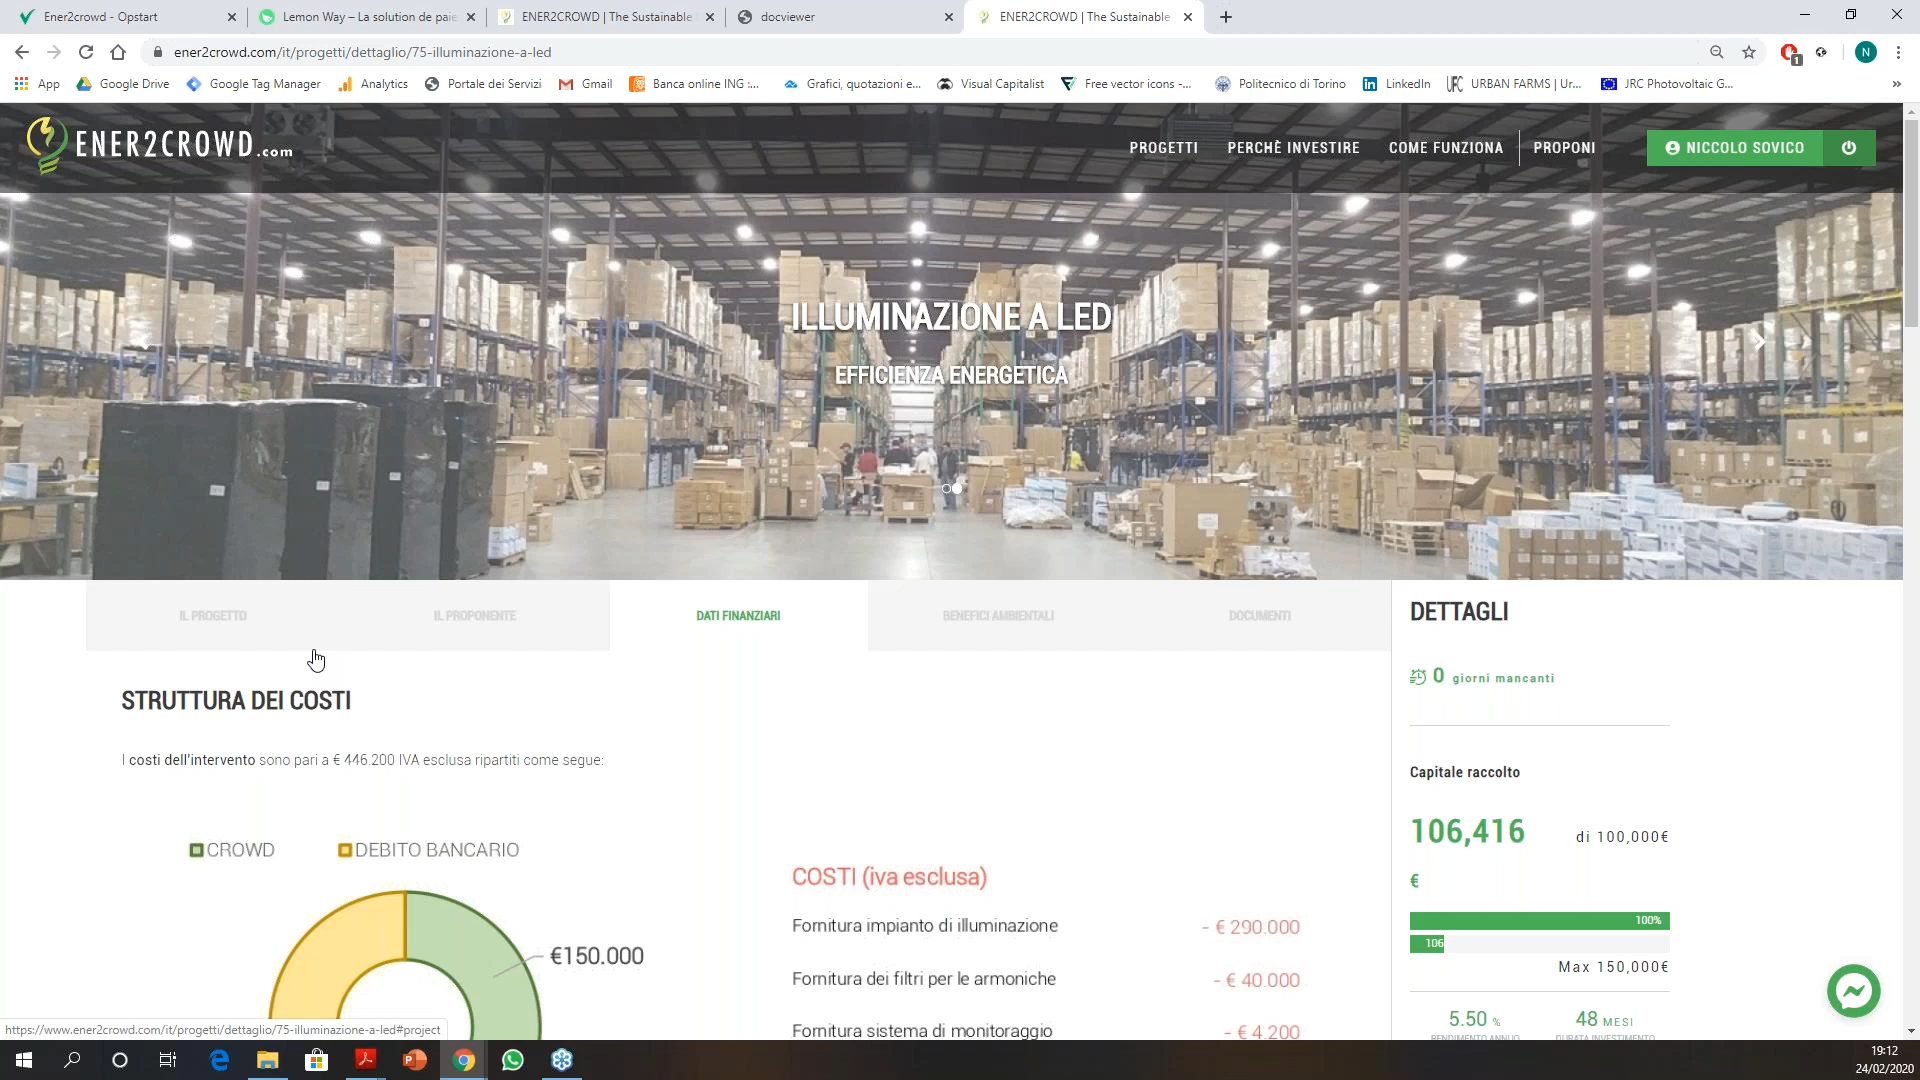 Ener2crowd - Opstart
Lemon Way – La solution de paie
ENER2CROWD | The Sustainable
docviewer
ENER2CROWD | The Sustainable
ener2crowd.com/it/progetti/dettaglio/75-illuminazione-a-led
1
N
App
Google Drive
Google Tag Manager
Analytics
Portale dei Servizi
Gmail
Banca online ING :...
Grafici, quotazioni e...
Visual Capitalist
Free vector icons -...
Politecnico di Torino
LinkedIn
URBAN FARMS | Ur...
JRC Photovoltaic G...
»
ENER2CROWD.com
PROGETTI
PERCHÈ INVESTIRE
COME FUNZIONA
PROPONI
NICCOLO SOVICO
ILLUMINAZIONE A LED
EFFICIENZA ENERGETICA
IL PROGETTO
IL PROPONENTE
DATI FINANZIARI
BENEFICI AMBIENTALI
DOCUMENTI
STRUTTURA DEI COSTI
I costi dell'intervento sono pari a € 446.200 IVA esclusa ripartiti come segue:
CROWD
DEBITO BANCARIO
€150.000
COSTI (iva esclusa)
Fornitura impianto di illuminazione - € 290.000
Fornitura dei filtri per le armoniche - € 40.000
Fornitura sistema di monitoraggio - € 4.200
DETTAGLI
0 giorni mancanti
Capitale raccolto
106,416 di 100,000€
€
100%
106
Max 150,000€
5.50 %
48 MESI
RENDIMENTO ANNUO
DURATA INVESTIMENTO
https://www.ener2crowd.com/it/progetti/dettaglio/75-illuminazione-a-led#project
19:12
24/02/2020